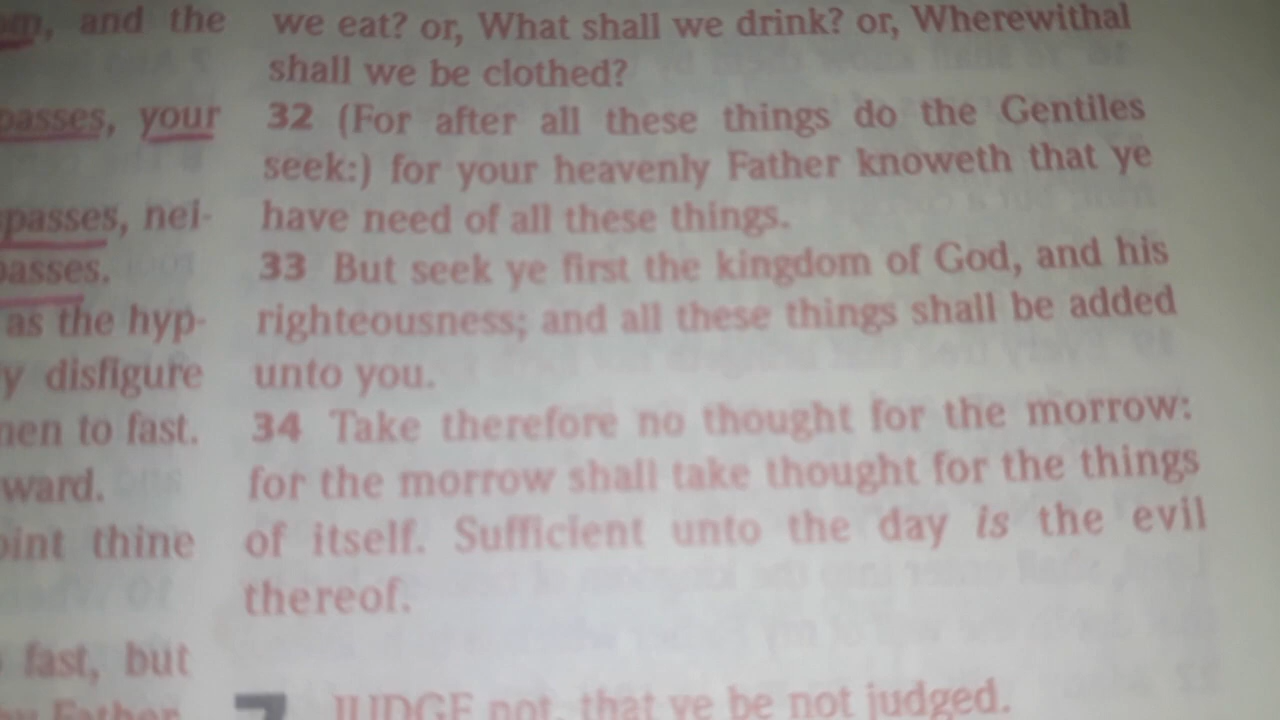 and the
passes, your
passes, nei-
passes.
as the hyp-
y disfigure
men to fast.
ward.
oint thine
fast, but
Father
we eat? or, What shall we drink? or, Wherewithal
shall we be clothed?
32 (For after all these things do the Gentiles
seek:) for your heavenly Father knoweth that ye
have need of all these things.
33 But seek ye first the kingdom of God, and his
righteousness; and all these things shall be added
unto you.
34 Take therefore no thought for the morrow:
for the morrow shall take thought for the things
of itself. Sufficient unto the day is the evil
thereof.
7 JUDGE not, that ye be not judged.